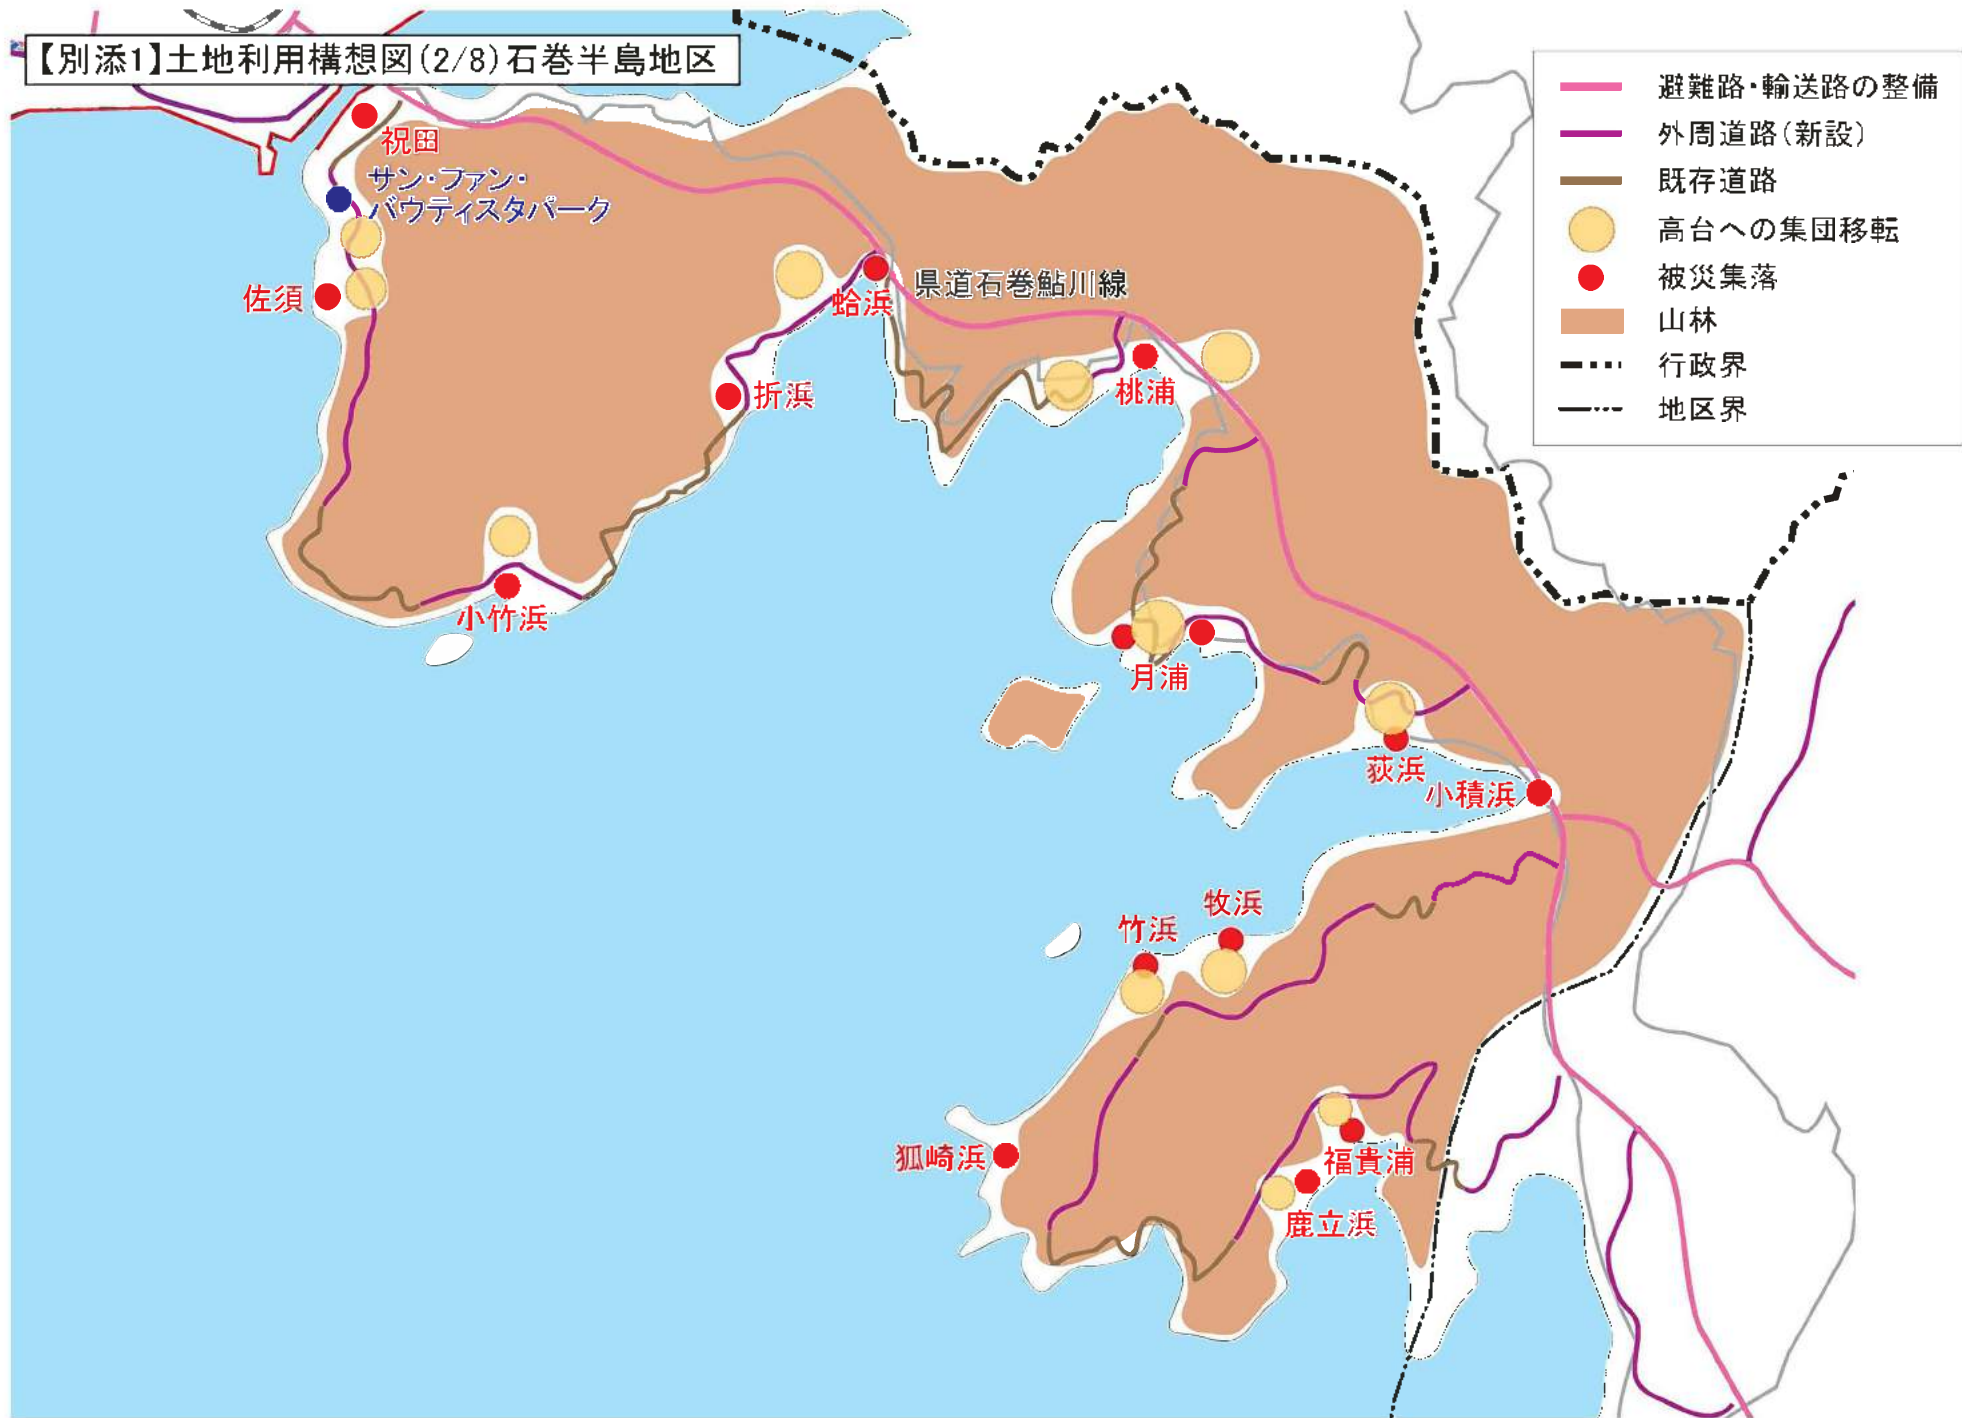 【別添1】土地利用構想図(2/8)石巻半島地区
避難路・輸送路の整備
外周道路(新設)
既存道路
高台への集団移転
被災集落
山林
行政界
地区界
祝田
サン・ファン・
バウティスタパーク
佐須
蛤浜
県道石巻鮎川線
折浜
桃浦
小竹浜
月浦
荻浜
小積浜
牧浜
竹浜
狐崎浜
福貴浦
鹿立浜